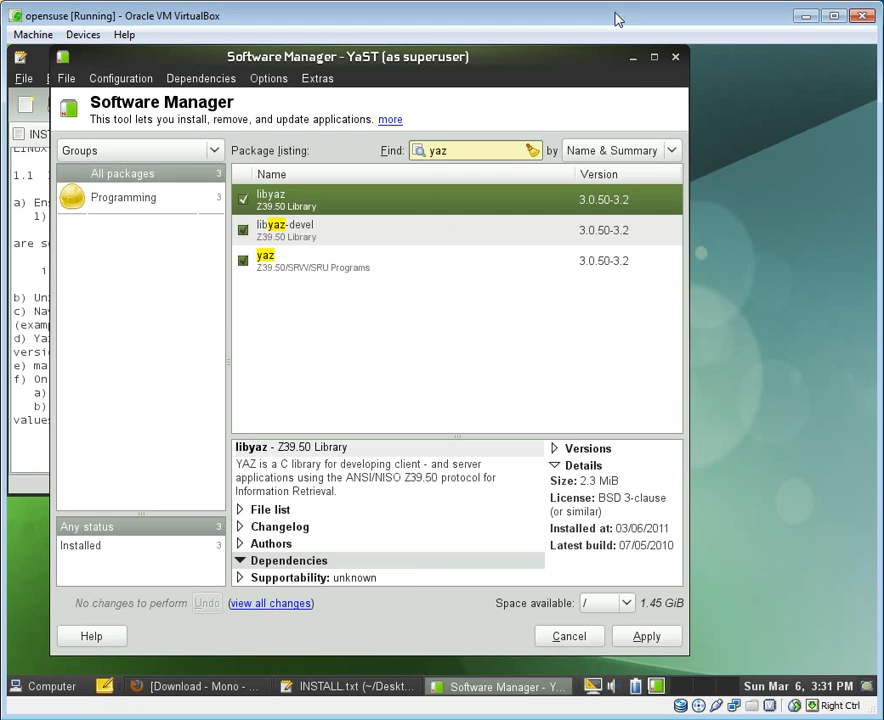 opensuse [Running] - Oracle VM VirtualBox
Machine Devices Help
Software Manager - YaST (as superuser)
File
File Configuration Dependencies Options Extras
Software Manager
This tool lets you install, remove, and update applications. more
INS
Groups
Package listing:
Find: yaz
by Name & Summary
LINUX
1.1
a) En
1)
are s
1
b) Un
c) Na
(exam
d) Ya
versi
e) ma
f) On
a)
b)
values
All packages 3
Programming 3
Name Version
libyaz 3.0.50-3.2
Z39.50 Library
libyaz-devel 3.0.50-3.2
Z39.50 Library
yaz 3.0.50-3.2
Z39.50/SRW/SRU Programs
Any status 3
Installed 3
libyaz - Z39.50 Library
YAZ is a C library for developing client - and server
applications using the ANSI/NISO Z39.50 protocol for
Information Retrieval.
File list
Changelog
Authors
Dependencies
Supportability: unknown
Versions
Details
Size: 2.3 MiB
License: BSD 3-clause
(or similar)
Installed at: 03/06/2011
Latest build: 07/05/2010
No changes to perform Undo (view all changes)
Space available: / 1.45 GiB
Help Cancel Apply
Computer [Download - Mono - ... INSTALL.txt (~/Deskt... Software Manager - Y... Sun Mar 6, 3:31 PM
Right Ctrl